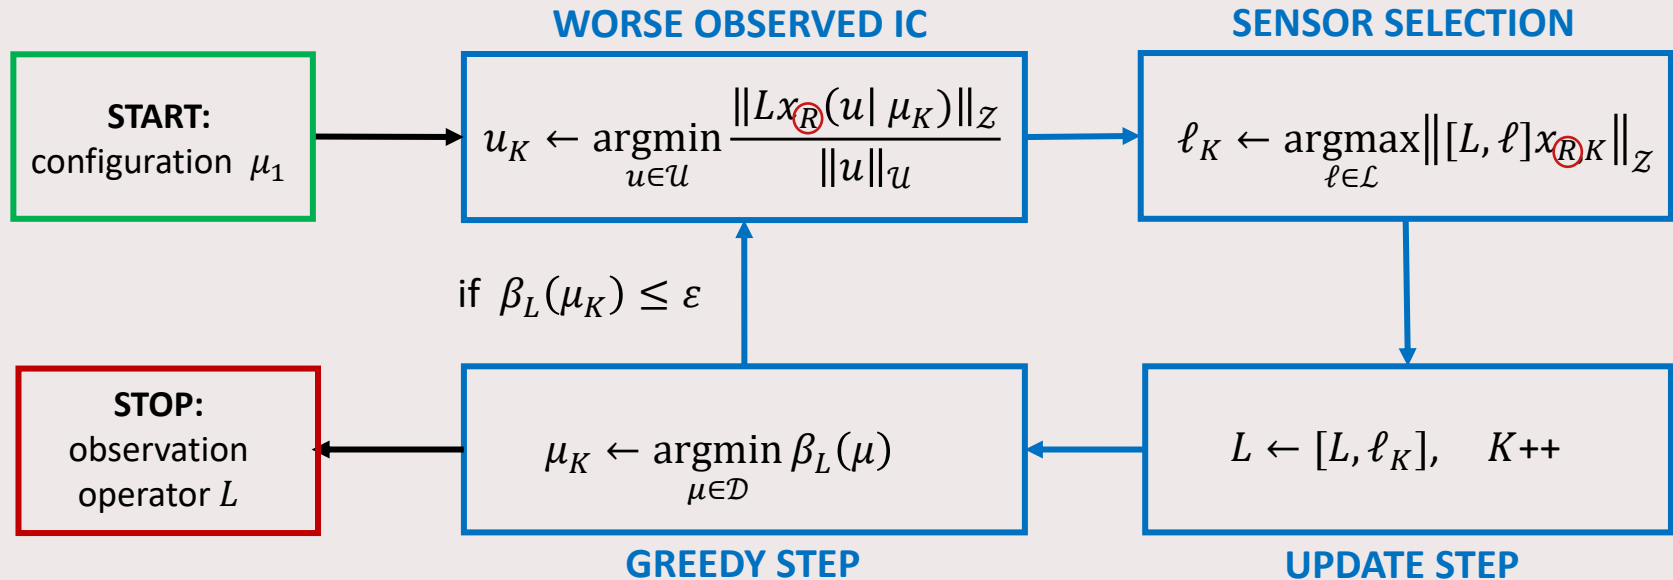 WORSE OBSERVED IC
SENSOR SELECTION
START:
configuration μ₁
u_K ← argmin_{u∈𝒰} ‖Lx_R(u| μ_K)‖_𝒵 / ‖u‖_𝒰
ℓ_K ← argmax_{ℓ∈ℒ} ‖[L, ℓ]x_{R,K}‖_𝒵
if β_L(μ_K) ≤ ε
STOP:
observation
operator L
μ_K ← argmin_{μ∈𝒟} β_L(μ)
L ← [L, ℓ_K], K++
GREEDY STEP
UPDATE STEP